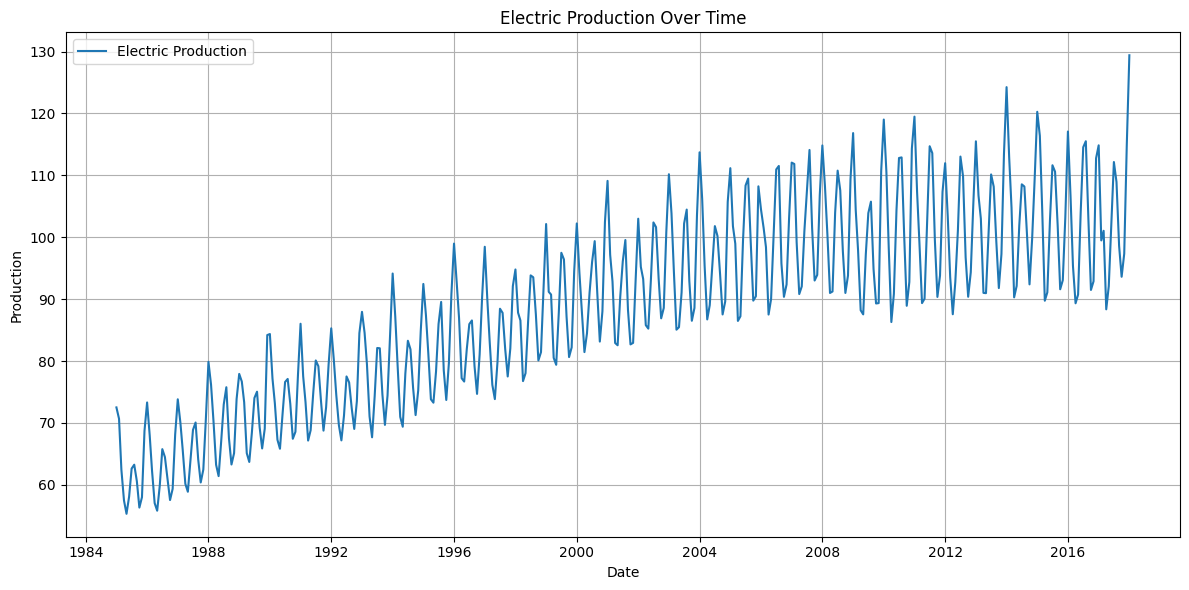 Electric Production Over Time
Electric Production
130
120
110
100
90
80
70
60
Production
1984 1988 1992 1996 2000 2004 2008 2012 2016
Date